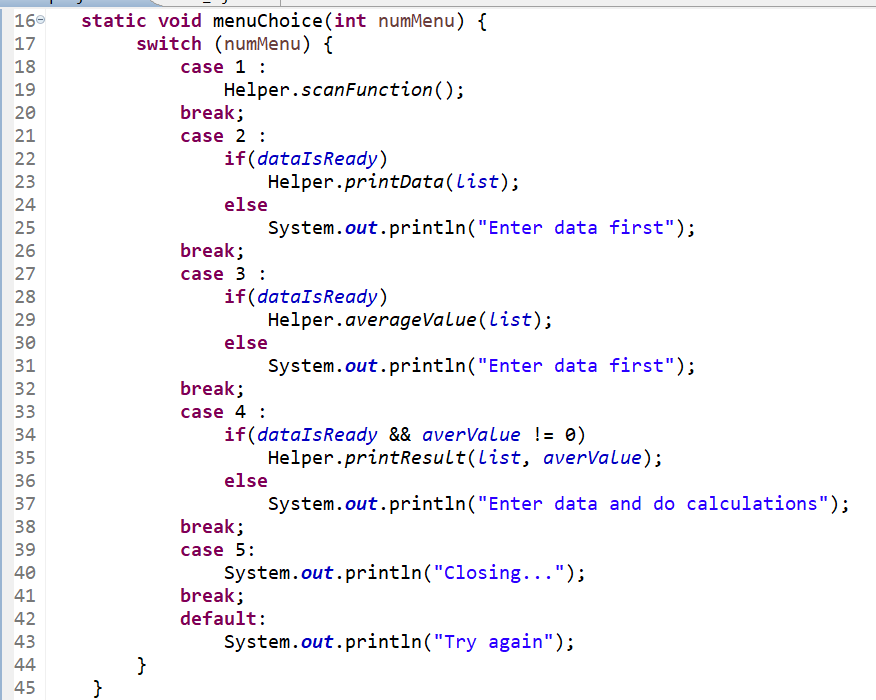 16 static void menuChoice(int numMenu) {
17 switch (numMenu) {
18 case 1 :
19 Helper.scanFunction();
20 break;
21 case 2 :
22 if(dataIsReady)
23 Helper.printData(list);
24 else
25 System.out.println("Enter data first");
26 break;
27 case 3 :
28 if(dataIsReady)
29 Helper.averageValue(list);
30 else
31 System.out.println("Enter data first");
32 break;
33 case 4 :
34 if(dataIsReady && averValue != 0)
35 Helper.printResult(list, averValue);
36 else
37 System.out.println("Enter data and do calculations");
38 break;
39 case 5:
40 System.out.println("Closing...");
41 break;
42 default:
43 System.out.println("Try again");
44 }
45 }